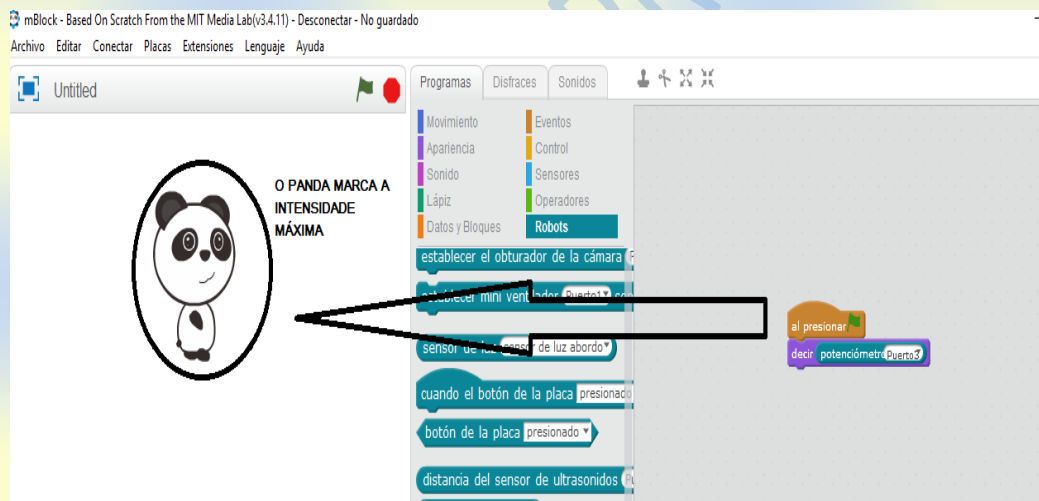 mBlock - Based On Scratch From the MIT Media Lab(v3.4.11) - Desconectar - No guardado
Archivo Editar Conectar Placas Extensiones Lenguaje Ayuda
Untitled
Programas Disfraces Sonidos
Movimiento Eventos
Apariencia Control
Sonido Sensores
Lápiz Operadores
Datos y Bloques Robots
O PANDA MARCA A
INTENSIDADE
MÁXIMA
establecer el obturador de la cámara
establecer mini ventilador Puerto1
sensor de luz sensor de luz abordo
cuando el botón de la placa presionado
botón de la placa presionado
distancia del sensor de ultrasonidos
al presionar
decir potenciómetro Puerto3